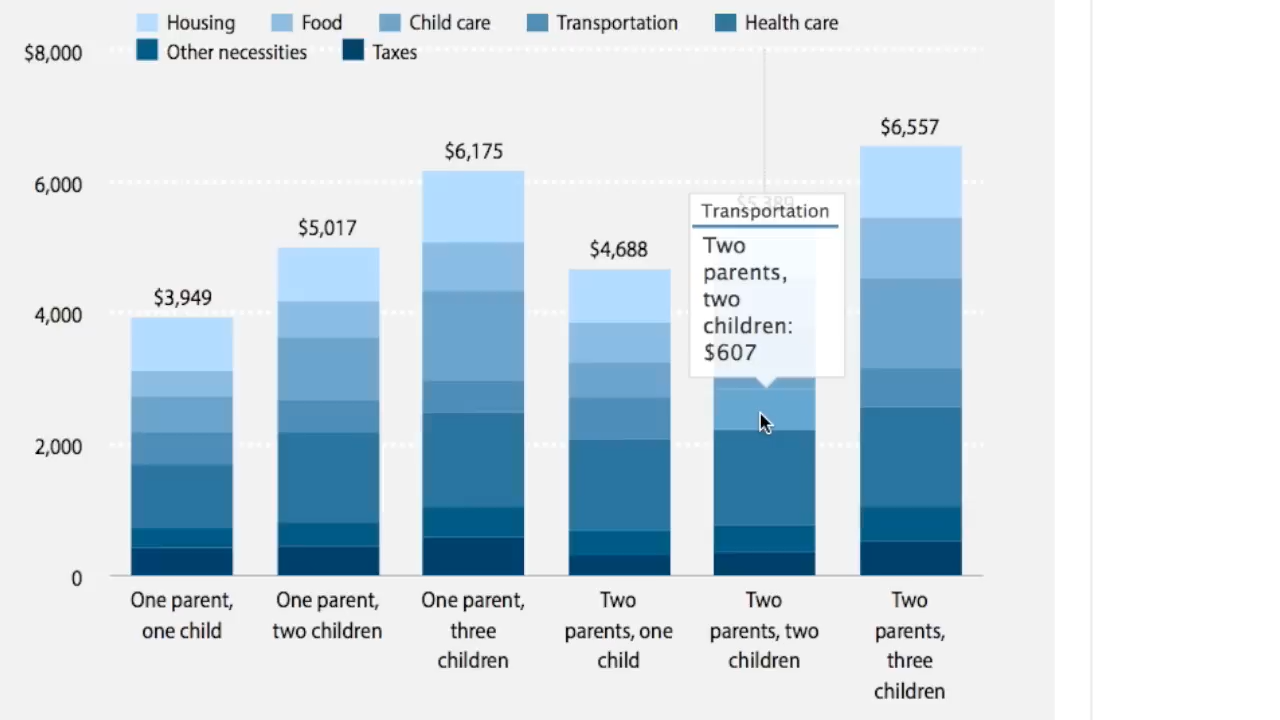 Housing Food Child care Transportation Health care
Other necessities Taxes
$8,000
$6,557
$6,175
6,000
$5,389
Transportation
Two
parents,
two
children:
$607
$5,017
$4,688
$3,949
4,000
2,000
0
One parent,
one child
One parent,
two children
One parent,
three
children
Two
parents, one
child
Two
parents, two
children
Two
parents,
three
children